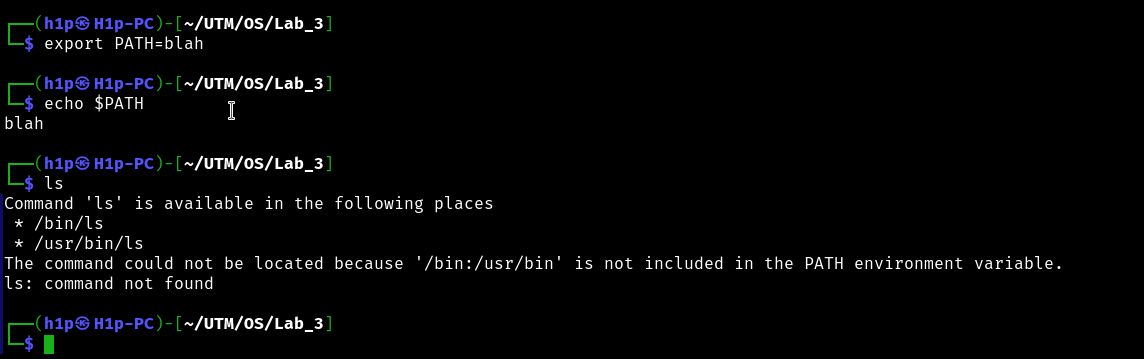 ┌──(h1p㉿H1p-PC)-[~/UTM/OS/Lab_3]
└─$ export PATH=blah
┌──(h1p㉿H1p-PC)-[~/UTM/OS/Lab_3]
└─$ echo $PATH
blah
┌──(h1p㉿H1p-PC)-[~/UTM/OS/Lab_3]
└─$ ls
Command 'ls' is available in the following places
 * /bin/ls
 * /usr/bin/ls
The command could not be located because '/bin:/usr/bin' is not included in the PATH environment variable.
ls: command not found
┌──(h1p㉿H1p-PC)-[~/UTM/OS/Lab_3]
└─$